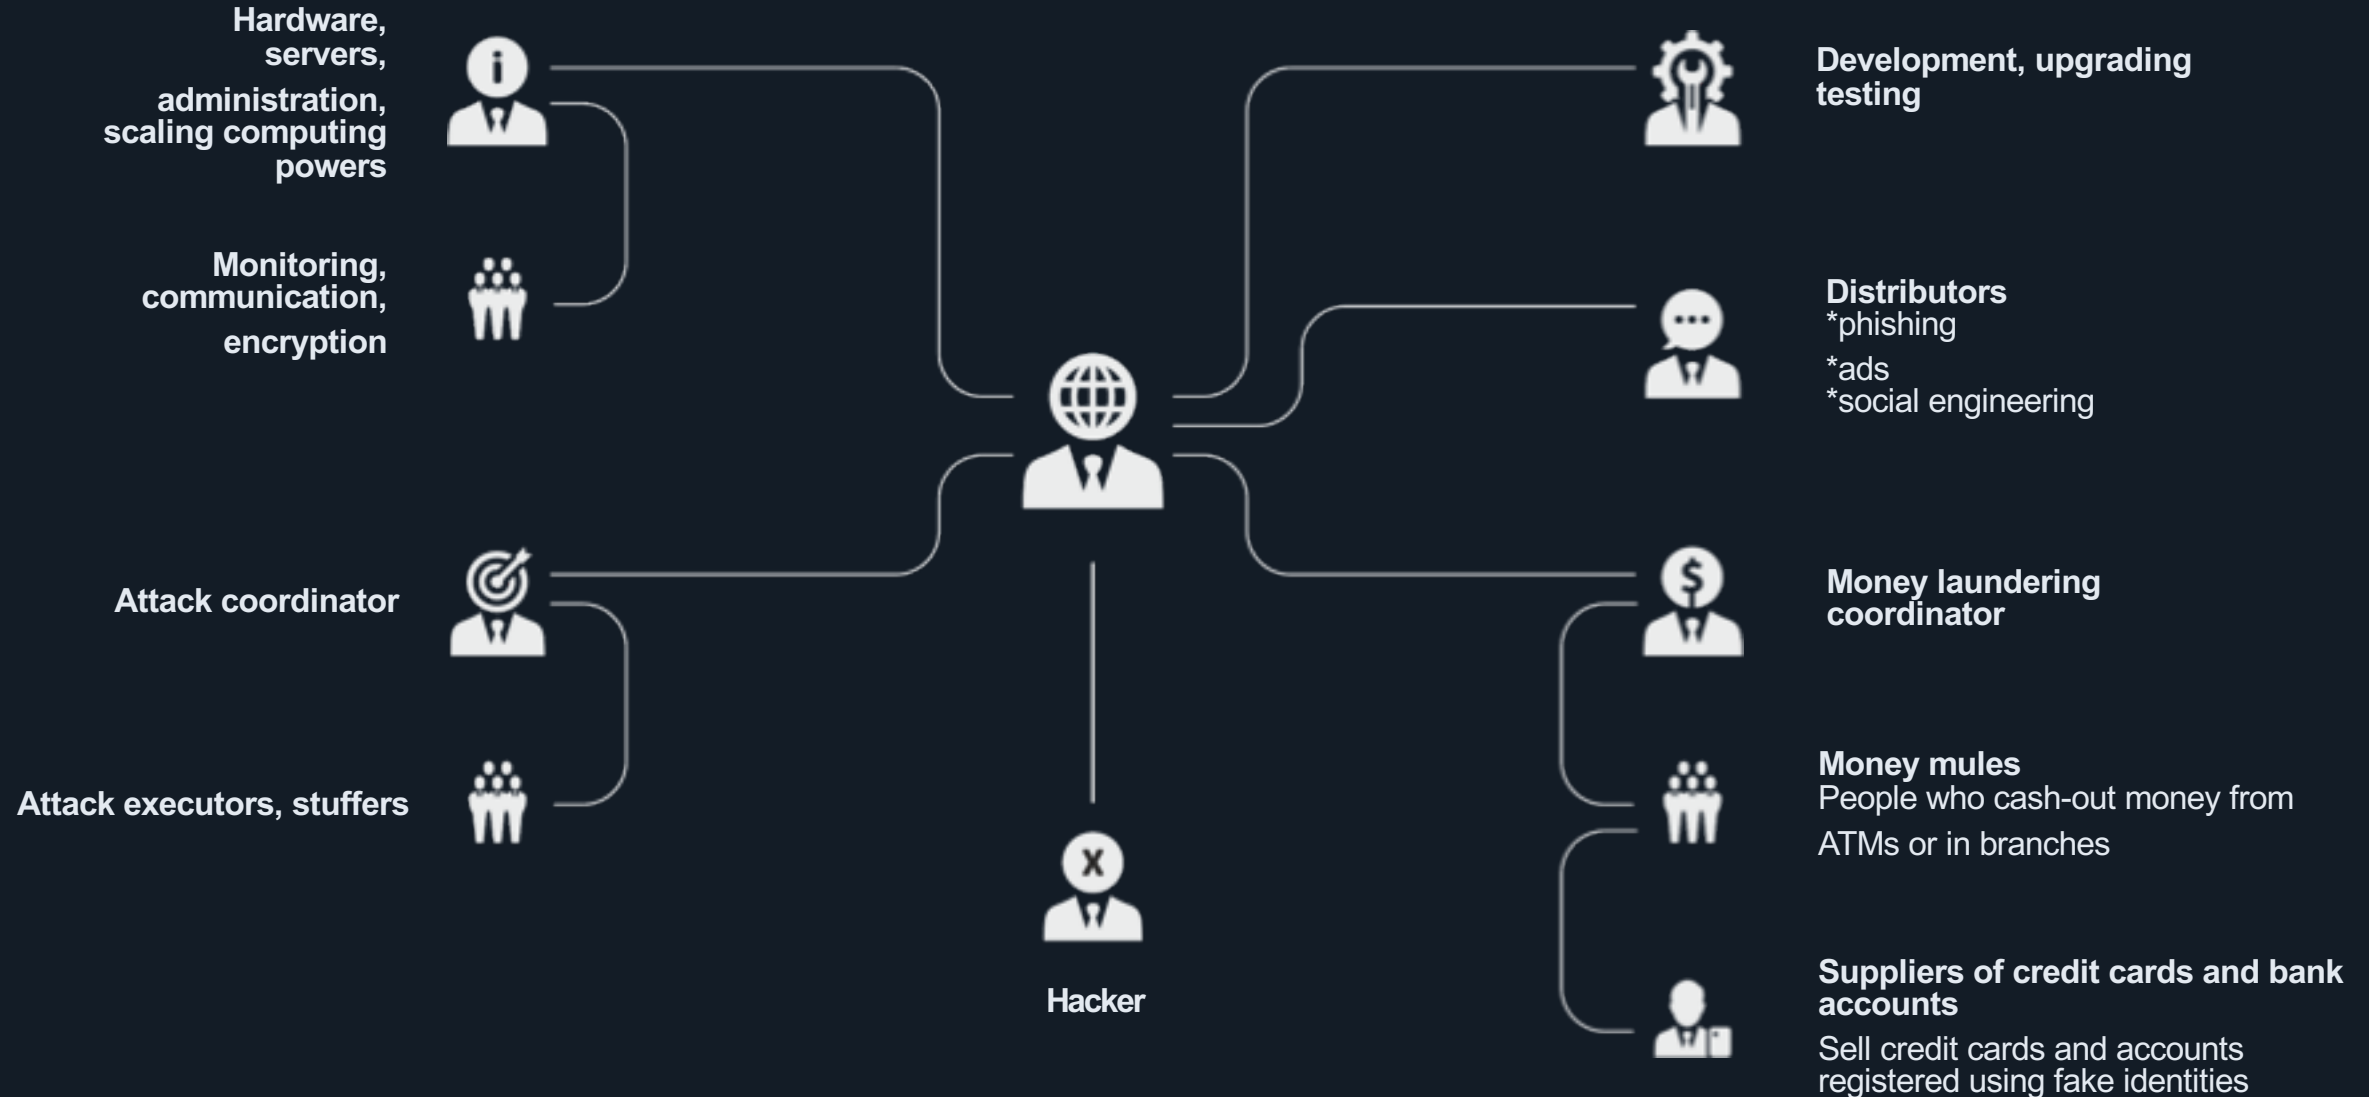 Hardware,
servers,
administration,
scaling computing
powers
Monitoring,
communication,
encryption
Attack coordinator
Attack executors, stuffers
i
X
Hacker
Development, upgrading
testing
Distributors
*phishing
*ads
*social engineering
$
Money laundering
coordinator
Money mules
People who cash-out money from
ATMs or in branches
Suppliers of credit cards and bank
accounts
Sell credit cards and accounts
registered using fake identities